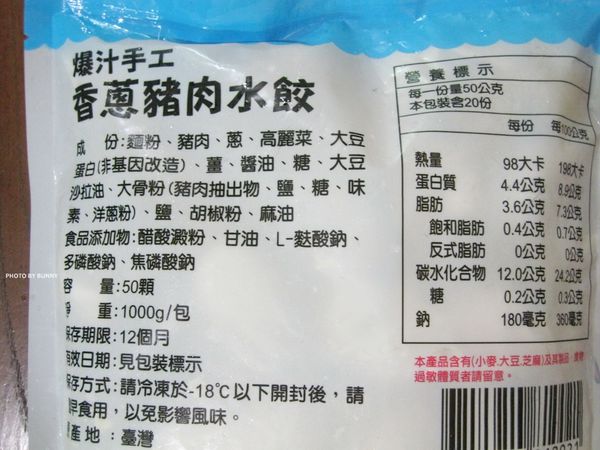 爆汁手工
香蔥豬肉水餃
成　份:麵粉、豬肉、蔥、高麗菜、大豆
蛋白(非基因改造)、薑、醬油、糖、大豆
沙拉油、大骨粉(豬肉抽出物、鹽、糖、味
素、洋蔥粉)、鹽、胡椒粉、麻油
食品添加物:醋酸澱粉、甘油、L-麩酸鈉、
多磷酸鈉、焦磷酸鈉
容　量:50顆
淨　重:1000g/包
保存期限:12個月
有效日期:見包裝標示
保存方式:請冷凍於-18℃以下開封後，請
早食用，以免影響風味。
產地:臺灣
營養標示
每一份量50公克
本包裝含20份
每份 每100公克
熱量 98大卡 198大卡
蛋白質 4.4公克 8.9公克
脂肪 3.6公克 7.3公克
飽和脂肪 0.4公克 0.7公克
反式脂肪 0公克 0公克
碳水化合物 12.0公克 24.2公克
糖 0.2公克 0.3公克
鈉 180毫克 360毫克
本產品含有(小麥.大豆.芝麻)及其製品，食物
過敏體質者請留意。
PHOTO BY BUNNY